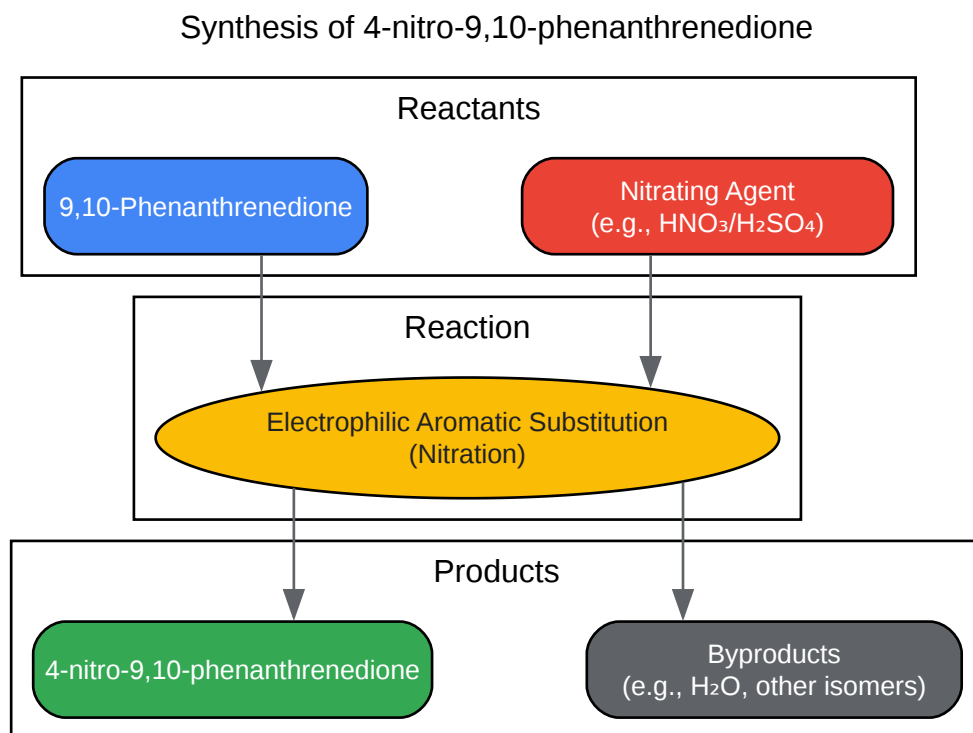 Synthesis of 4-nitro-9,10-phenanthrenedione
Reactants
9,10-Phenanthrenedione
Nitrating Agent
(e.g., HNO₃/H₂SO₄)
Reaction
Electrophilic Aromatic Substitution
(Nitration)
Products
4-nitro-9,10-phenanthrenedione
Byproducts
(e.g., H₂O, other isomers)